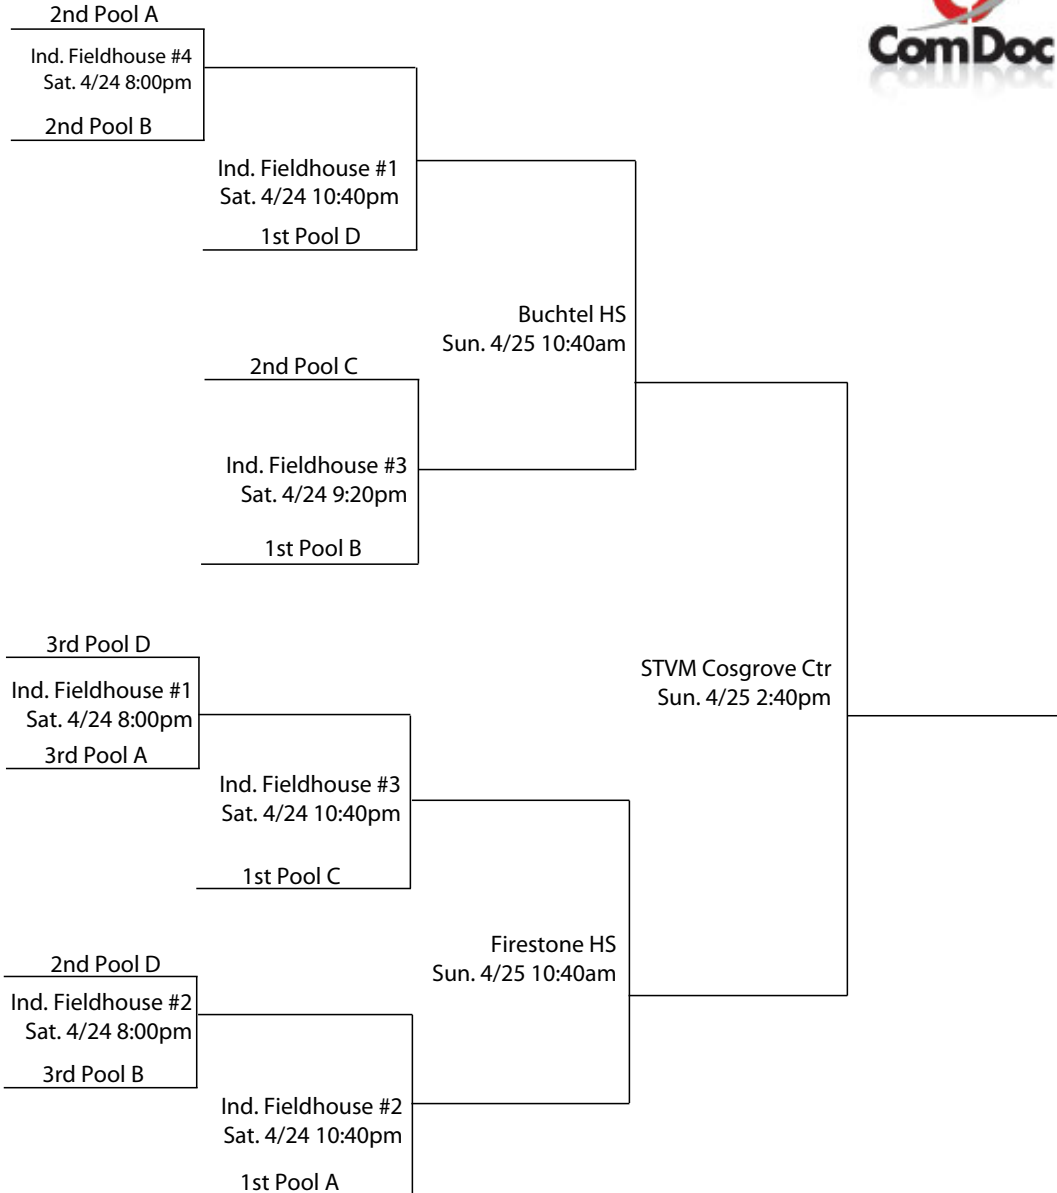 2nd Pool A
ComDoc
Ind. Fieldhouse #4
Sat. 4/24 8:00pm
2nd Pool B
Ind. Fieldhouse #1
Sat. 4/24 10:40pm
1st Pool D
Buchtel HS
Sun. 4/25 10:40am
2nd Pool C
Ind. Fieldhouse #3
Sat. 4/24 9:20pm
1st Pool B
3rd Pool D
Ind. Fieldhouse #1
Sat. 4/24 8:00pm
3rd Pool A
STVM Cosgrove Ctr
Sun. 4/25 2:40pm
Ind. Fieldhouse #3
Sat. 4/24 10:40pm
1st Pool C
Firestone HS
Sun. 4/25 10:40am
2nd Pool D
Ind. Fieldhouse #2
Sat. 4/24 8:00pm
3rd Pool B
Ind. Fieldhouse #2
Sat. 4/24 10:40pm
1st Pool A